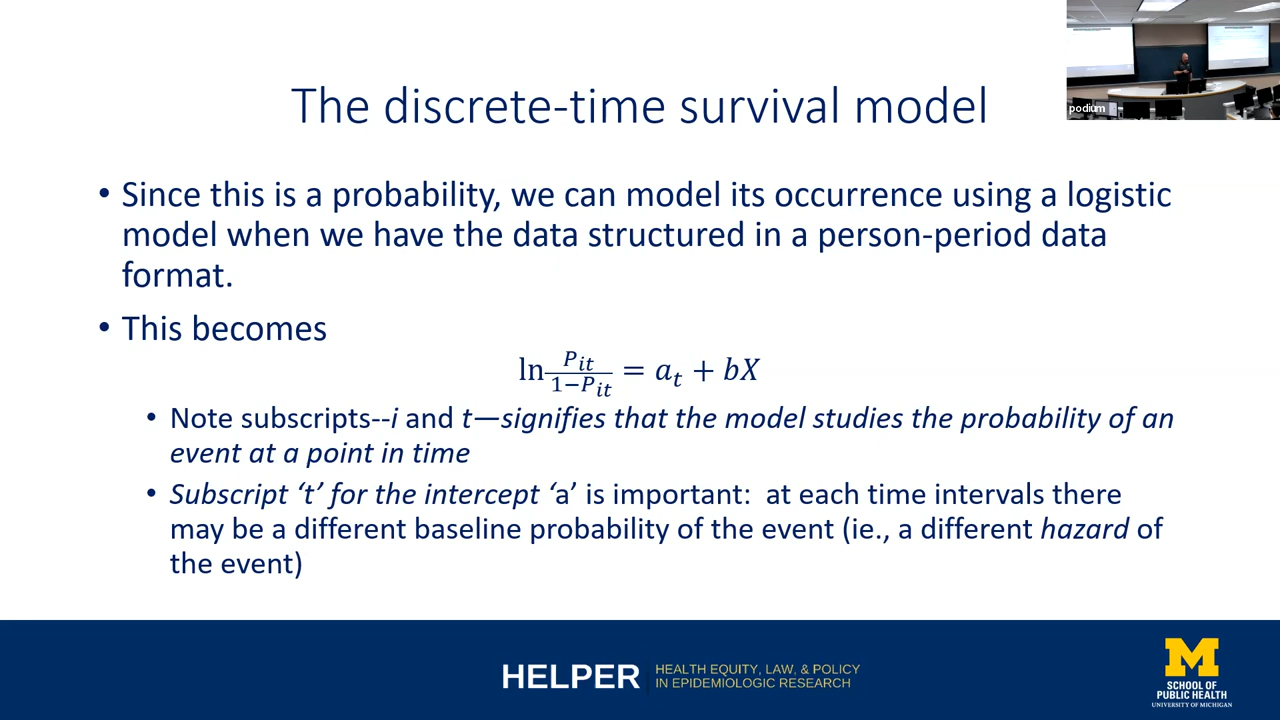 podium
The discrete-time survival model
• Since this is a probability, we can model its occurrence using a logistic
model when we have the data structured in a person-period data
format.
• This becomes
ln P_it / (1−P_it) = a_t + bX
• Note subscripts--i and t—signifies that the model studies the probability of an
event at a point in time
• Subscript ‘t’ for the intercept ‘a’ is important:  at each time intervals there
may be a different baseline probability of the event (ie., a different hazard of
the event)
HELPER
HEALTH EQUITY, LAW, & POLICY
IN EPIDEMIOLOGIC RESEARCH
M
SCHOOL OF
PUBLIC HEALTH
UNIVERSITY OF MICHIGAN